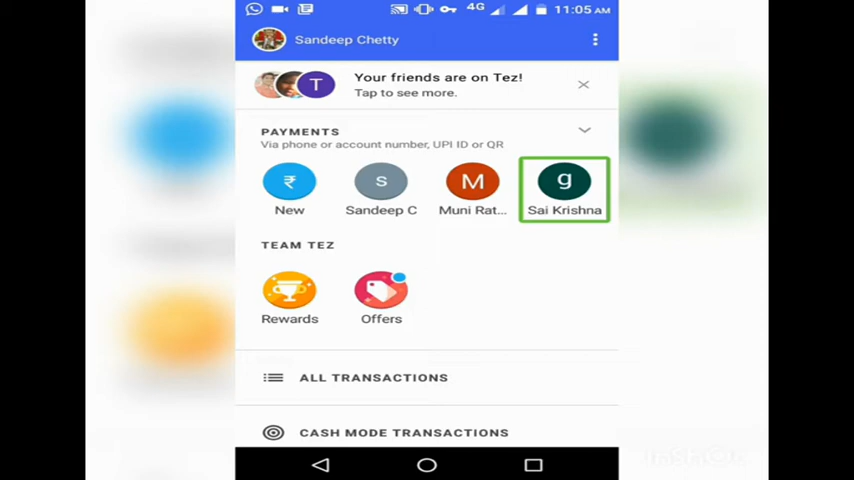 4G 11:05 AM
Sandeep Chetty
T
Your friends are on Tez!
Tap to see more.
PAYMENTS
Via phone or account number, UPI ID or QR
₹ s M g
New Sandeep C Muni Rat... Sai Krishna
TEAM TEZ
Rewards Offers
ALL TRANSACTIONS
CASH MODE TRANSACTIONS